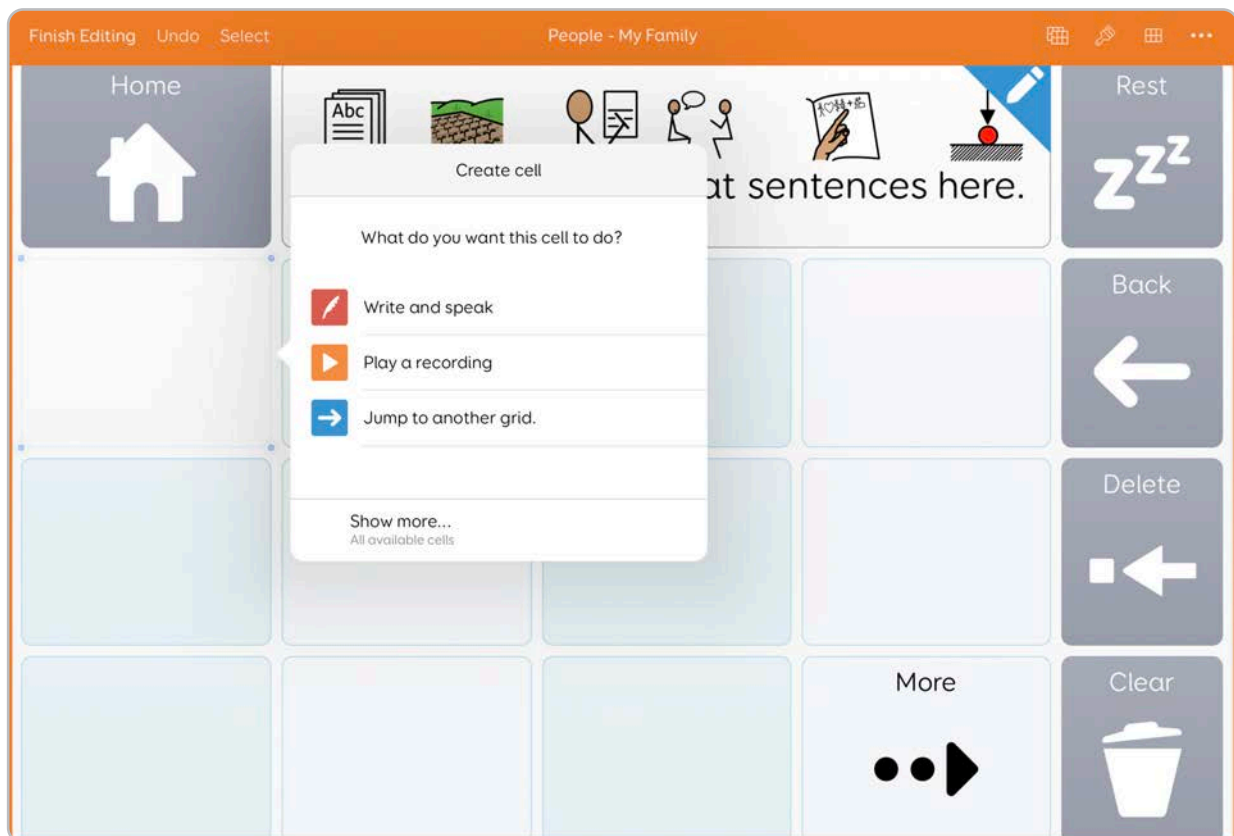 Finish Editing Undo Select People - My Family
Home
Abc
Rest
at sentences here.
Create cell
What do you want this cell to do?
Write and speak
Play a recording
Jump to another grid.
Show more...
All available cells
Back
Delete
More
Clear